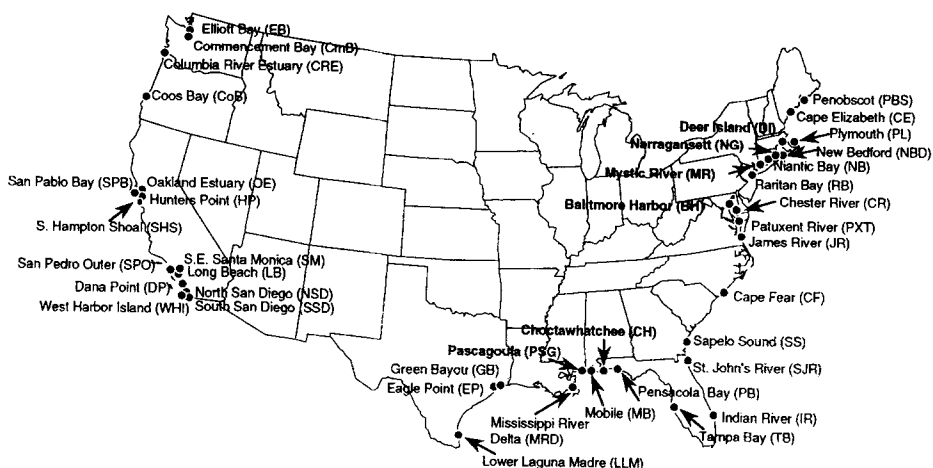 Elliott Bay (EB)
Commencement Bay (CmB)
Columbia River Estuary (CRE)
Coos Bay (CoB)
San Pablo Bay (SPB)
Oakland Estuary (OE)
Hunters Point (HP)
S. Hampton Shoal (SHS)
San Pedro Outer (SPO)
S.E. Santa Monica (SM)
Long Beach (LB)
Dana Point (DP)
North San Diego (NSD)
West Harbor Island (WHI)
South San Diego (SSD)
Penobscot (PBS)
Cape Elizabeth (CE)
Deer Island (DI)
Plymouth (PL)
Narragansett (NG)
New Bedford (NBD)
Niantic Bay (NB)
Mystic River (MR)
Raritan Bay (RB)
Baltimore Harbor (BH)
Chester River (CR)
Patuxent River (PXT)
James River (JR)
Cape Fear (CF)
Choctawhatchee (CH)
Sapelo Sound (SS)
Pascagoula (PSG)
St. John's River (SJR)
Green Bayou (GB)
Eagle Point (EP)
Pensacola Bay (PB)
Mobile (MB)
Mississippi River
Delta (MRD)
Indian River (IR)
Tampa Bay (TB)
Lower Laguna Madre (LLM)